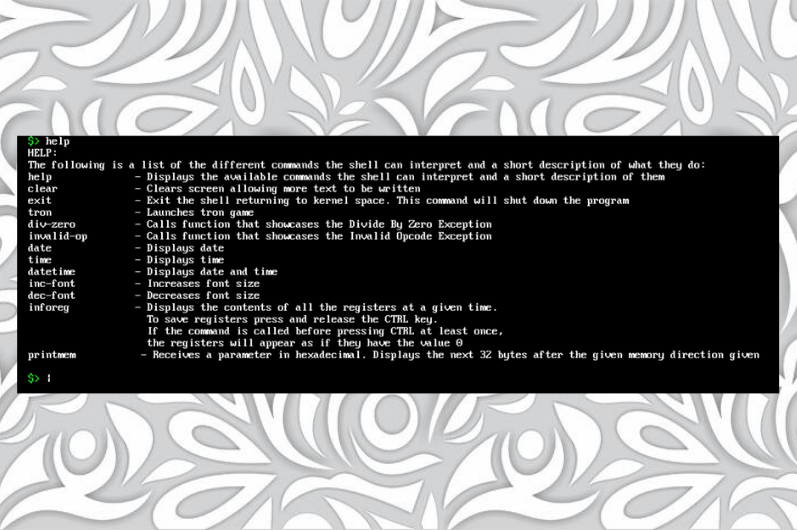 $> help
HELP:
The following is a list of the different commands the shell can interpret and a short description of what they do:
help - Displays the available commands the shell can interpret and a short description of them
clear - Clears screen allowing more text to be written
exit - Exit the shell returning to kernel space. This command will shut down the program
tron - Launches tron game
div-zero - Calls function that showcases the Divide By Zero Exception
invalid-op - Calls function that showcases the Invalid Opcode Exception
date - Displays date
time - Displays time
datetime - Displays date and time
inc-font - Increases font size
dec-font - Decreases font size
inforeg - Displays the contents of all the registers at a given time.
To save registers press and release the CTRL key.
If the command is called before pressing CTRL at least once,
the registers will appear as if they have the value 0
printmem - Receives a parameter in hexadecimal. Displays the next 32 bytes after the given memory direction given
$>